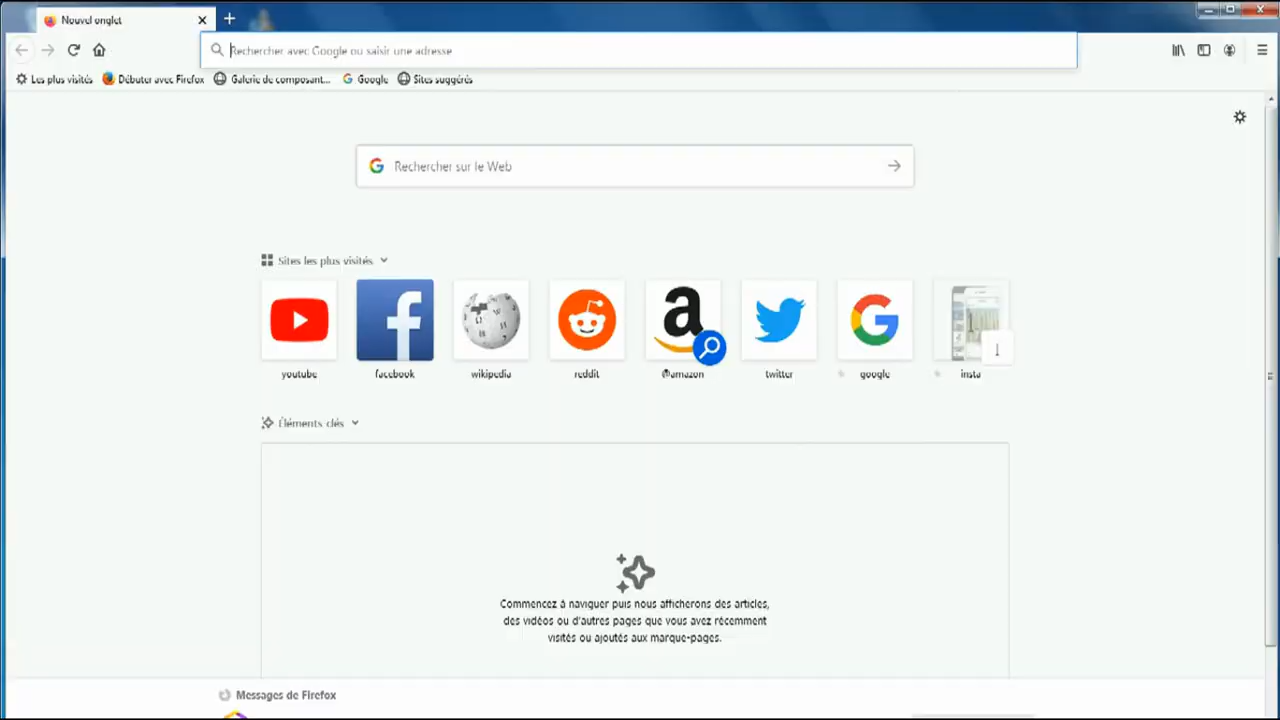 Nouvel onglet
Rechercher avec Google ou saisir une adresse
Les plus visités Débuter avec Firefox Galerie de composant... Google Sites suggérés
Rechercher sur le Web
Sites les plus visités
youtube facebook wikipedia reddit @amazon twitter google insta
Éléments clés
Commencez à naviguer puis nous afficherons des articles,
des vidéos ou d'autres pages que vous avez récemment
visités ou ajoutés aux marque-pages.
Messages de Firefox